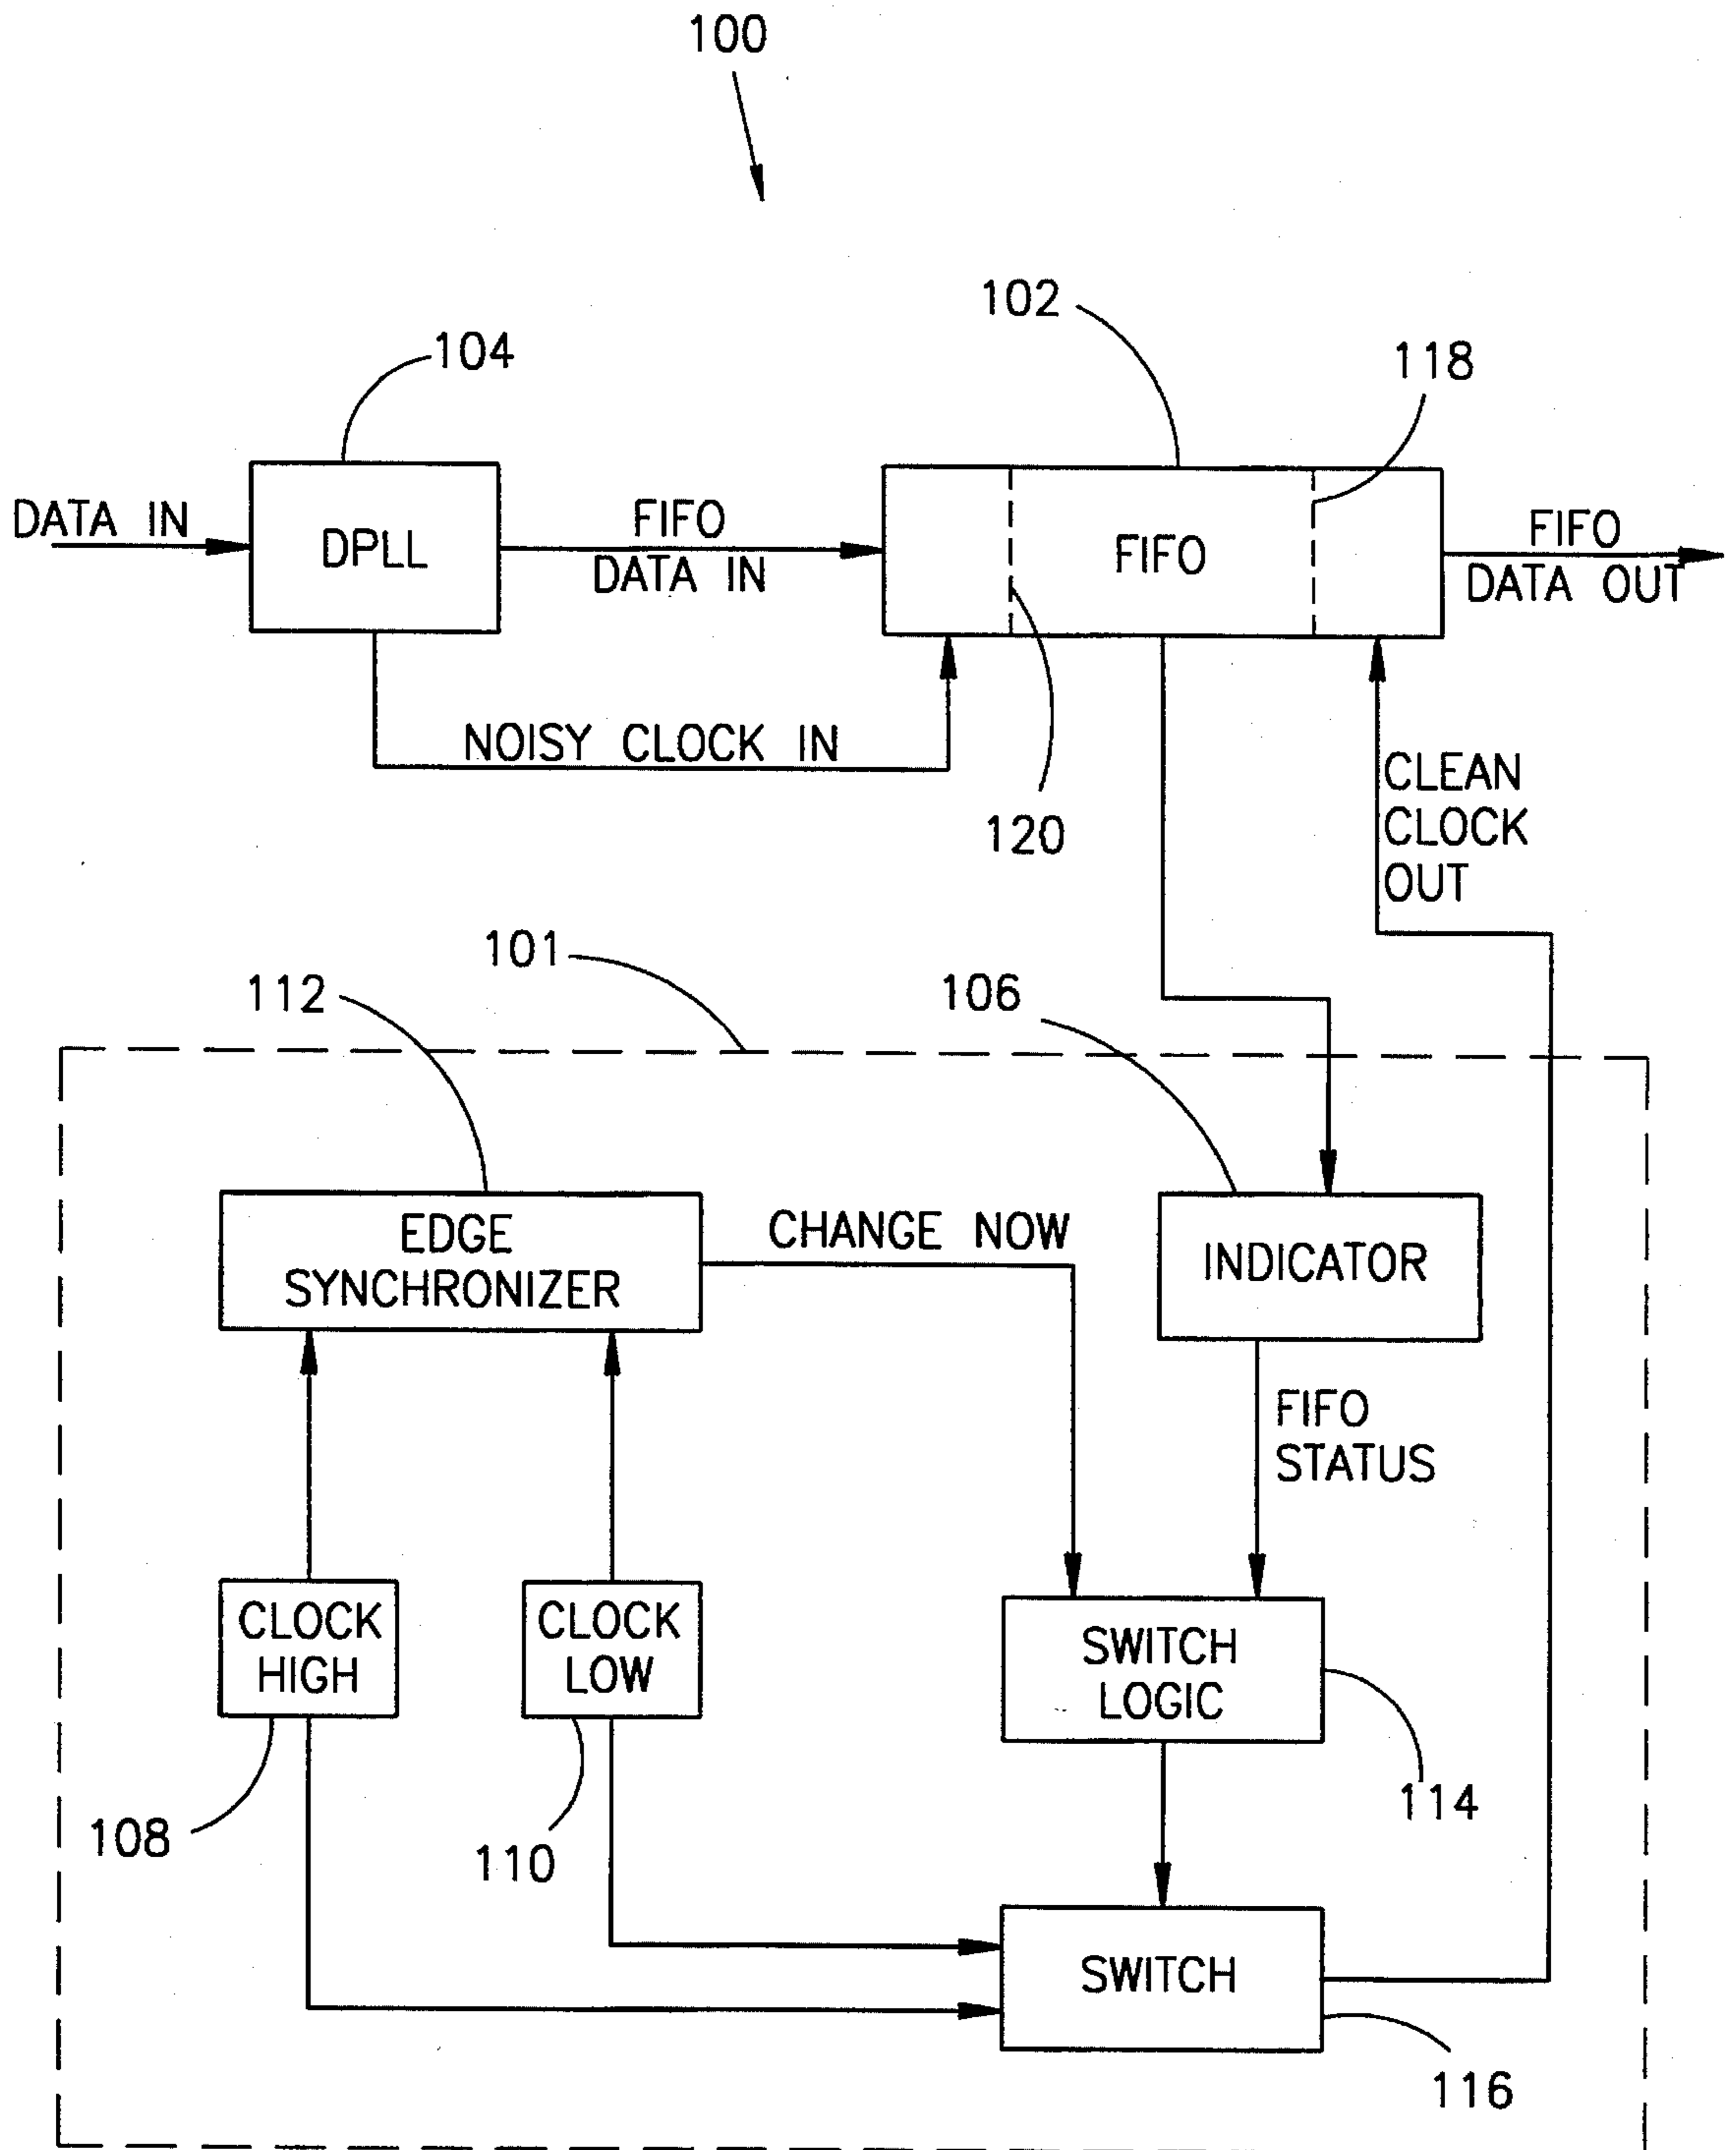 100
102
118
104
DATA IN
DPLL
FIFO
DATA IN
FIFO
FIFO
DATA OUT
NOISY CLOCK IN
120
CLEAN
CLOCK
OUT
101
112
106
EDGE
SYNCHRONIZER
CHANGE NOW
INDICATOR
FIFO
STATUS
CLOCK
HIGH
CLOCK
LOW
SWITCH
LOGIC
108
110
114
SWITCH
116